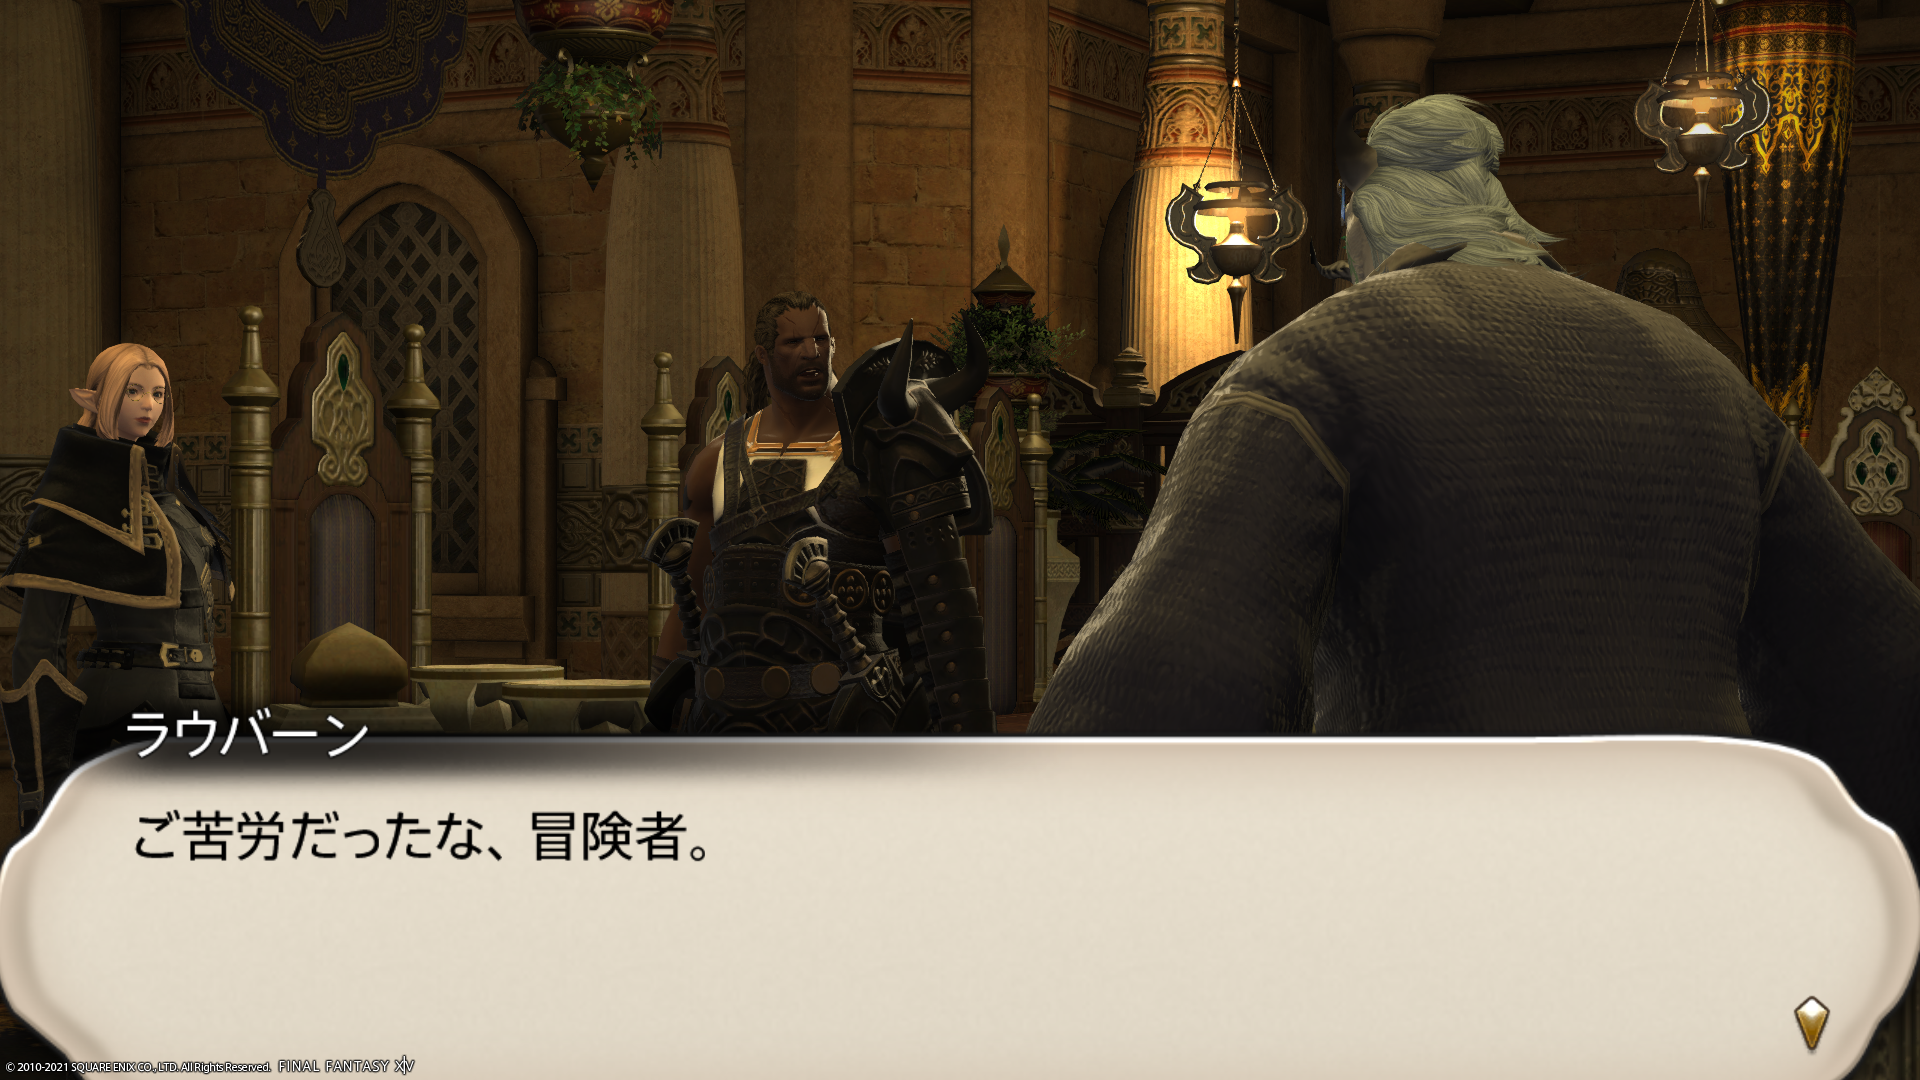 ラウバーン
ご苦労だったな、冒険者。
© 2010-2021 SQUARE ENIX CO., LTD. All Rights Reserved. FINAL FANTASY XIV